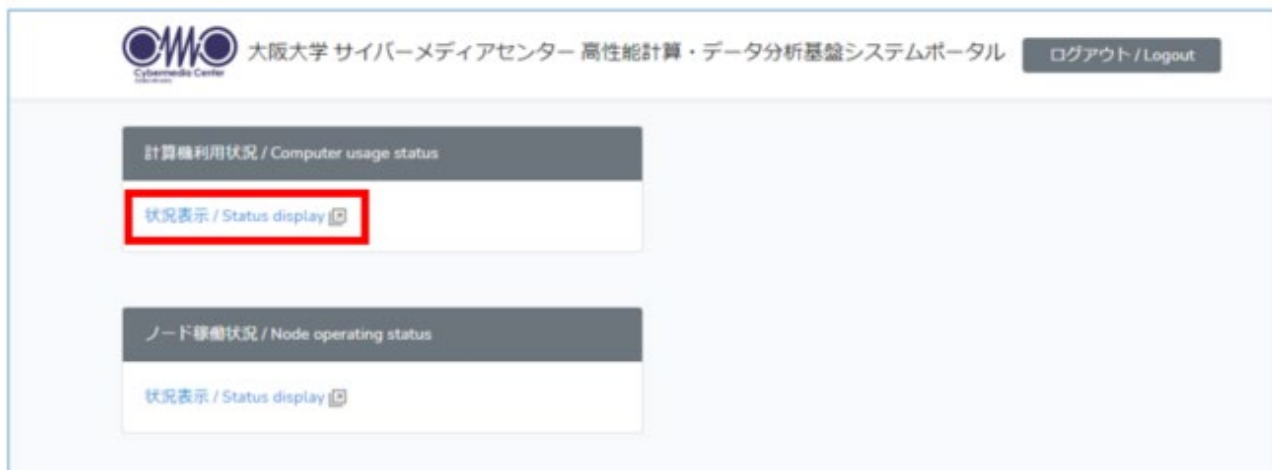 Cybermedia Center
大阪大学 サイバーメディアセンター 高性能計算・データ分析基盤システムポータル
ログアウト / Logout
計算機利用状況 / Computer usage status
状況表示 / Status display
ノード稼働状況 / Node operating status
状況表示 / Status display